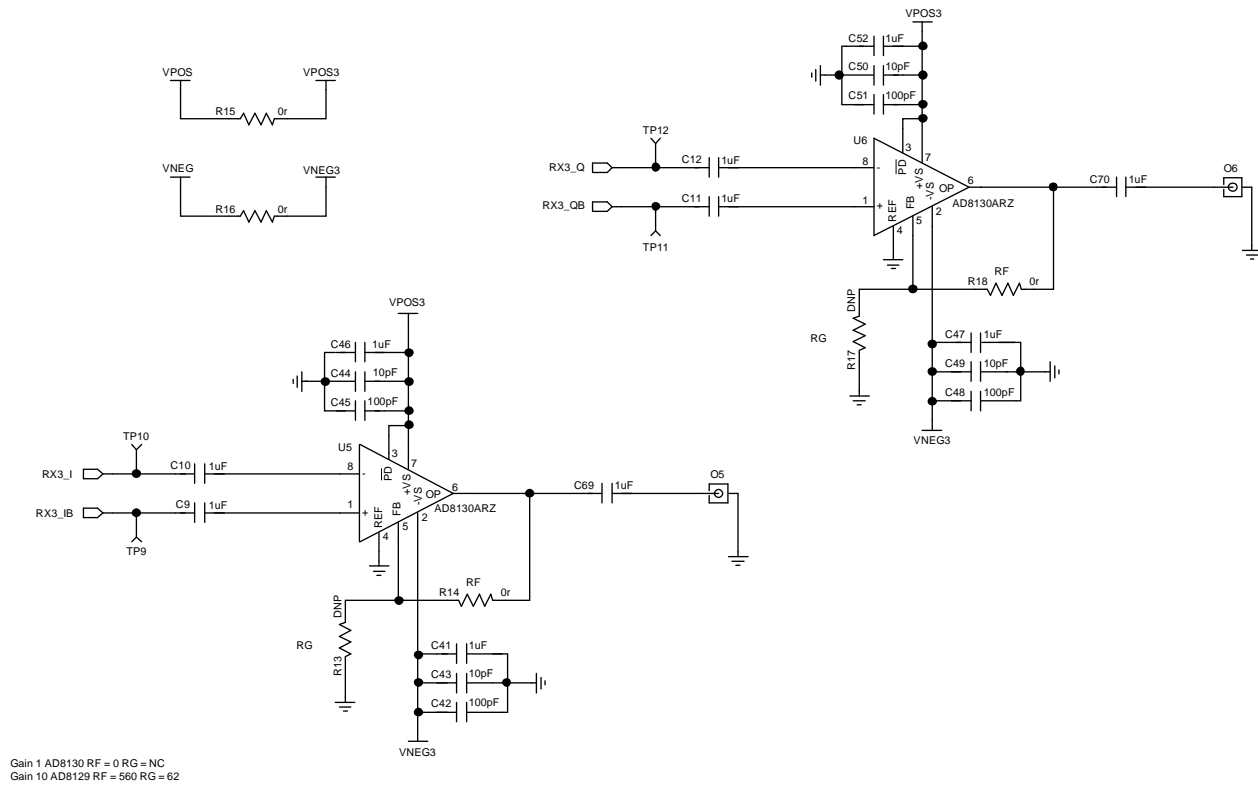 VPOS3
C52 1uF
C50 10pF
C51 100pF
VPOS VPOS3
R15 0r
TP12
U6
3
7
RX3_Q C12 1uF 8 - PD +VS
VNEG VNEG3
O6
6 C70 1uF
OP
-VS
AD8130ARZ
RX3_QB C11 1uF 1 + REF FB
R16 0r
5 2
4
TP11
RF
R18 0r
DNP
RG
R17
C47 1uF
C49 10pF
C48 100pF
VNEG3
VPOS3
C46 1uF
C44 10pF
C45 100pF
TP10
U5
3
7
RX3_I C10 1uF 8 - PD +VS
O5
6 C69 1uF
OP
-VS
AD8130ARZ
RX3_IB C9 1uF 1 + REF FB
5 2
4
TP9
RF
R14 0r
DNP
RG
R13
C41 1uF
C43 10pF
C42 100pF
VNEG3
Gain 1 AD8130 RF = 0 RG = NC
Gain 10 AD8129 RF = 560 RG = 62